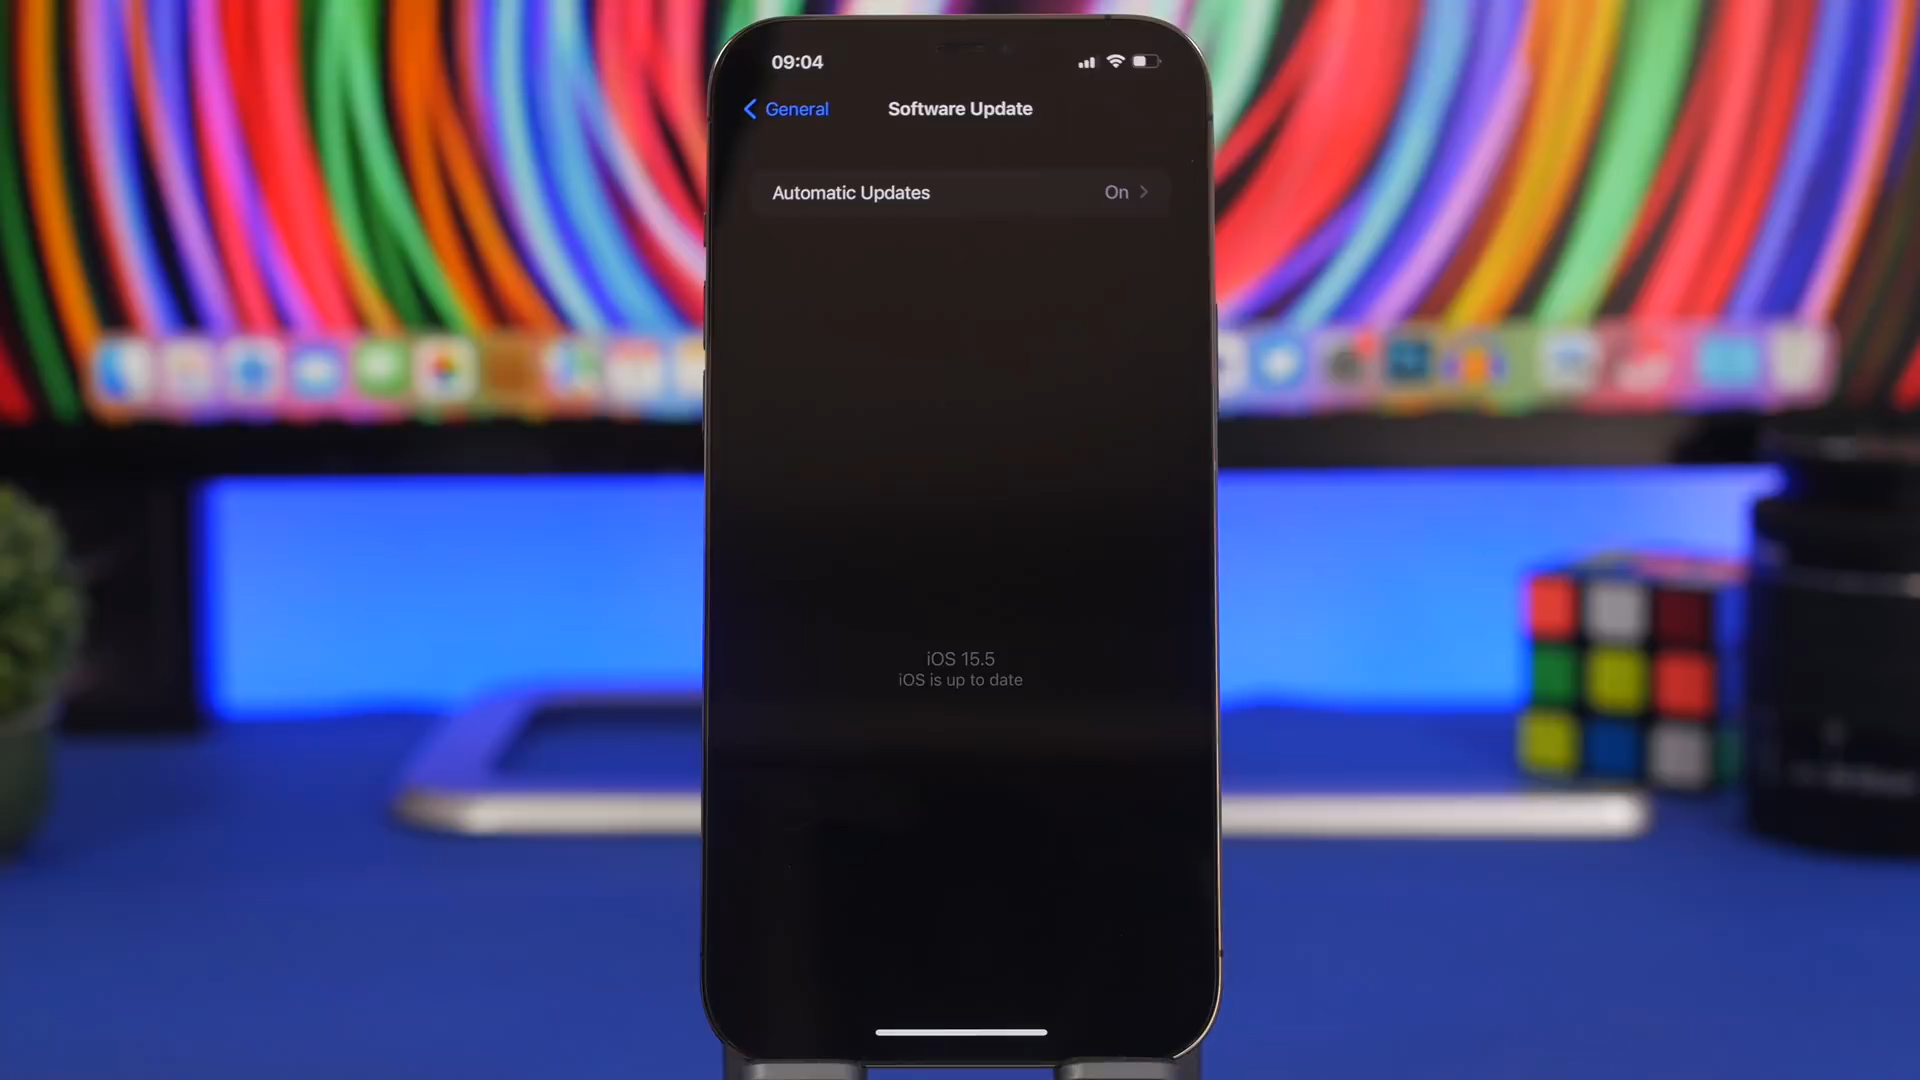 09:04
General
Software Update
Automatic Updates
On
iOS 15.5
iOS is up to date